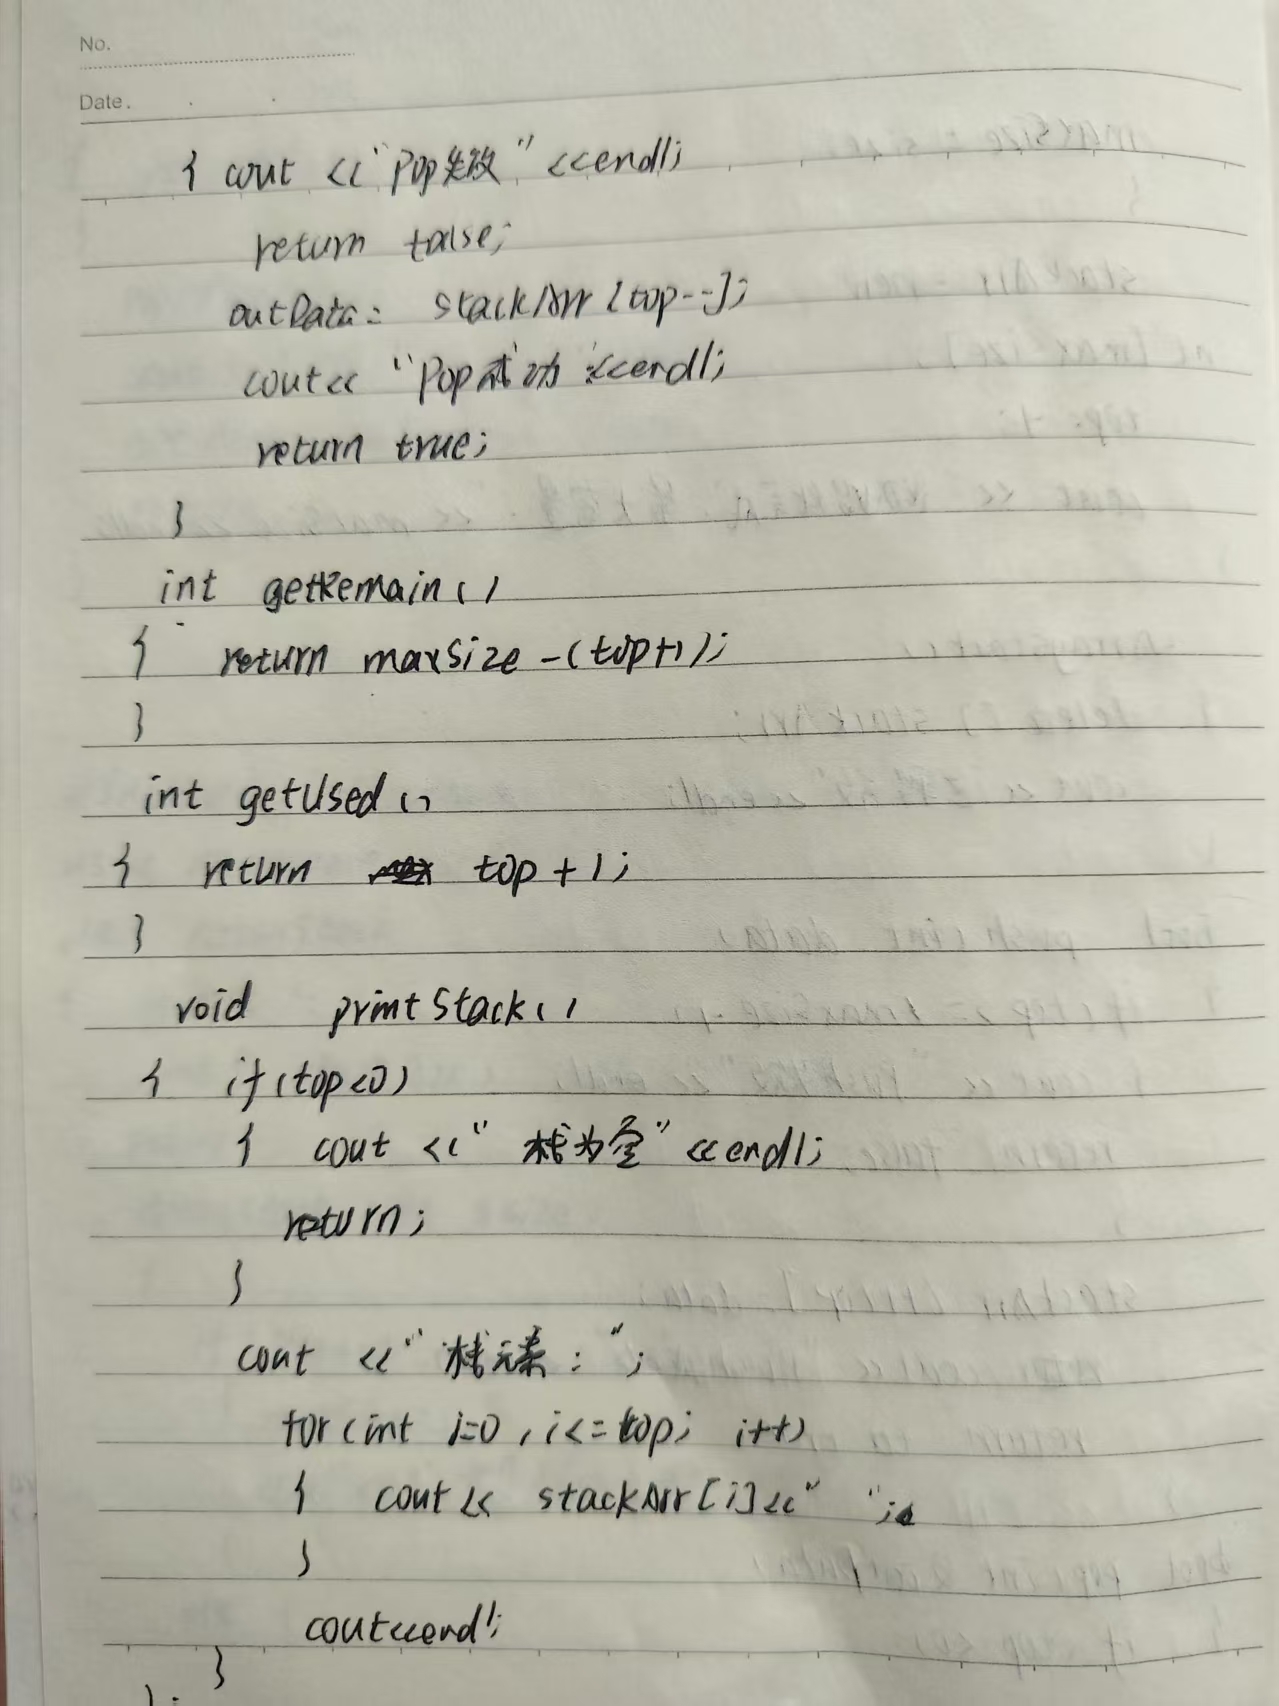 No.
Date.
{ cout << "Pop失败" <<endl;
return false;
outData = stackArr[top--];
cout<< "Pop成功"<<endl;
return true;
}
int getRemain()
{ return maxSize -(top+1);
}
int getUsed()
{ return top+1;
}
void printStack()
{ if(top<0)
{ cout << "栈为空" <<endl;
return;
}
cout << "栈元素:";
for(int i=0,i<=top; i++)
{ cout<< stackArr[i]<<" ";
}
cout<<endl;
}
};